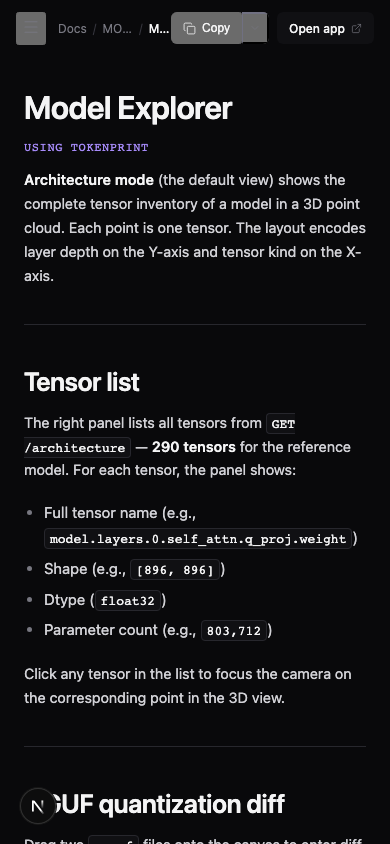 Docs / MO... / M... Copy Open app
Model Explorer
USING TOKENPRINT
Architecture mode (the default view) shows the
complete tensor inventory of a model in a 3D point
cloud. Each point is one tensor. The layout encodes
layer depth on the Y-axis and tensor kind on the X-
axis.
Tensor list
The right panel lists all tensors from GET
/architecture — 290 tensors for the reference
model. For each tensor, the panel shows:
• Full tensor name (e.g.,
model.layers.0.self_attn.q_proj.weight)
• Shape (e.g., [896, 896])
• Dtype (float32)
• Parameter count (e.g., 803,712)
Click any tensor in the list to focus the camera on
the corresponding point in the 3D view.
N GUF quantization diff
Drag two files onto the canvas to enter diff